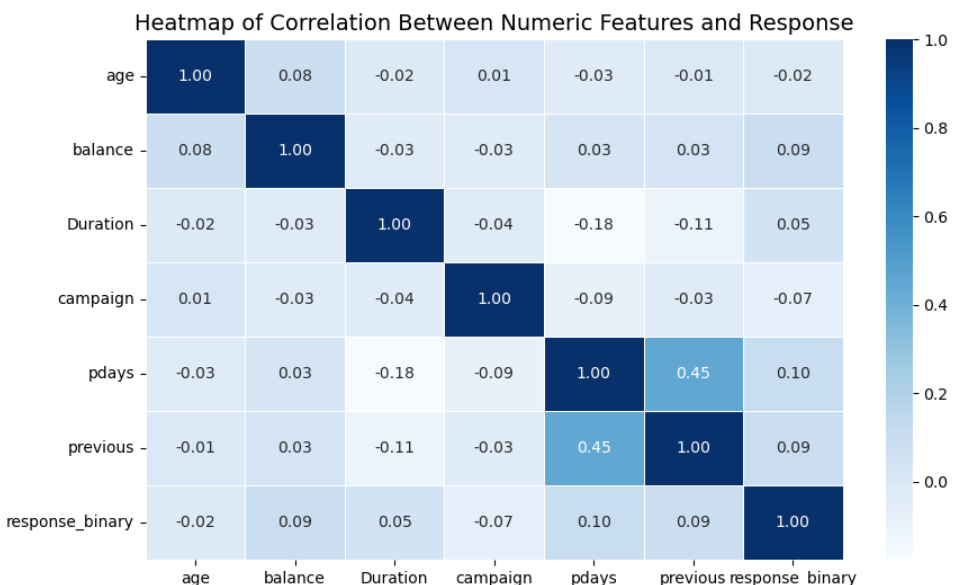 Heatmap of Correlation Between Numeric Features and Response
age 1.00 0.08 -0.02 0.01 -0.03 -0.01 -0.02
balance 0.08 1.00 -0.03 -0.03 0.03 0.03 0.09
Duration -0.02 -0.03 1.00 -0.04 -0.18 -0.11 0.05
campaign 0.01 -0.03 -0.04 1.00 -0.09 -0.03 -0.07
pdays -0.03 0.03 -0.18 -0.09 1.00 0.45 0.10
previous -0.01 0.03 -0.11 -0.03 0.45 1.00 0.09
response_binary -0.02 0.09 0.05 -0.07 0.10 0.09 1.00
age balance Duration campaign pdays previous response_binary
1.0
0.8
0.6
0.4
0.2
0.0